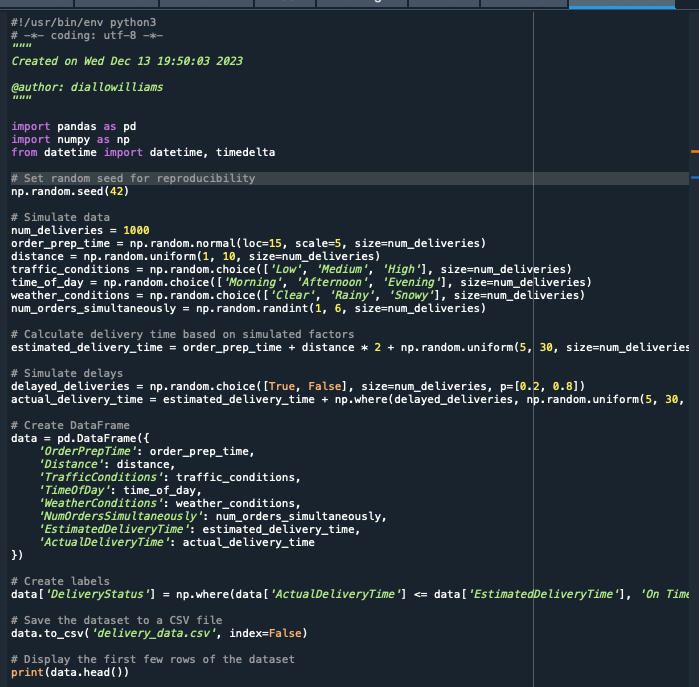 #!/usr/bin/env python3
# -*- coding: utf-8 -*-
"""
Created on Wed Dec 13 19:50:03 2023

@author: diallowilliams
"""

import pandas as pd
import numpy as np
from datetime import datetime, timedelta

# Set random seed for reproducibility
np.random.seed(42)

# Simulate data
num_deliveries = 1000
order_prep_time = np.random.normal(loc=15, scale=5, size=num_deliveries)
distance = np.random.uniform(1, 10, size=num_deliveries)
traffic_conditions = np.random.choice(['Low', 'Medium', 'High'], size=num_deliveries)
time_of_day = np.random.choice(['Morning', 'Afternoon', 'Evening'], size=num_deliveries)
weather_conditions = np.random.choice(['Clear', 'Rainy', 'Snowy'], size=num_deliveries)
num_orders_simultaneously = np.random.randint(1, 6, size=num_deliveries)

# Calculate delivery time based on simulated factors
estimated_delivery_time = order_prep_time + distance * 2 + np.random.uniform(5, 30, size=num_deliveries

# Simulate delays
delayed_deliveries = np.random.choice([True, False], size=num_deliveries, p=[0.2, 0.8])
actual_delivery_time = estimated_delivery_time + np.where(delayed_deliveries, np.random.uniform(5, 30,

# Create DataFrame
data = pd.DataFrame({
    'OrderPrepTime': order_prep_time,
    'Distance': distance,
    'TrafficConditions': traffic_conditions,
    'TimeOfDay': time_of_day,
    'WeatherConditions': weather_conditions,
    'NumOrdersSimultaneously': num_orders_simultaneously,
    'EstimatedDeliveryTime': estimated_delivery_time,
    'ActualDeliveryTime': actual_delivery_time
})

# Create labels
data['DeliveryStatus'] = np.where(data['ActualDeliveryTime'] <= data['EstimatedDeliveryTime'], 'On Time

# Save the dataset to a CSV file
data.to_csv('delivery_data.csv', index=False)

# Display the first few rows of the dataset
print(data.head())